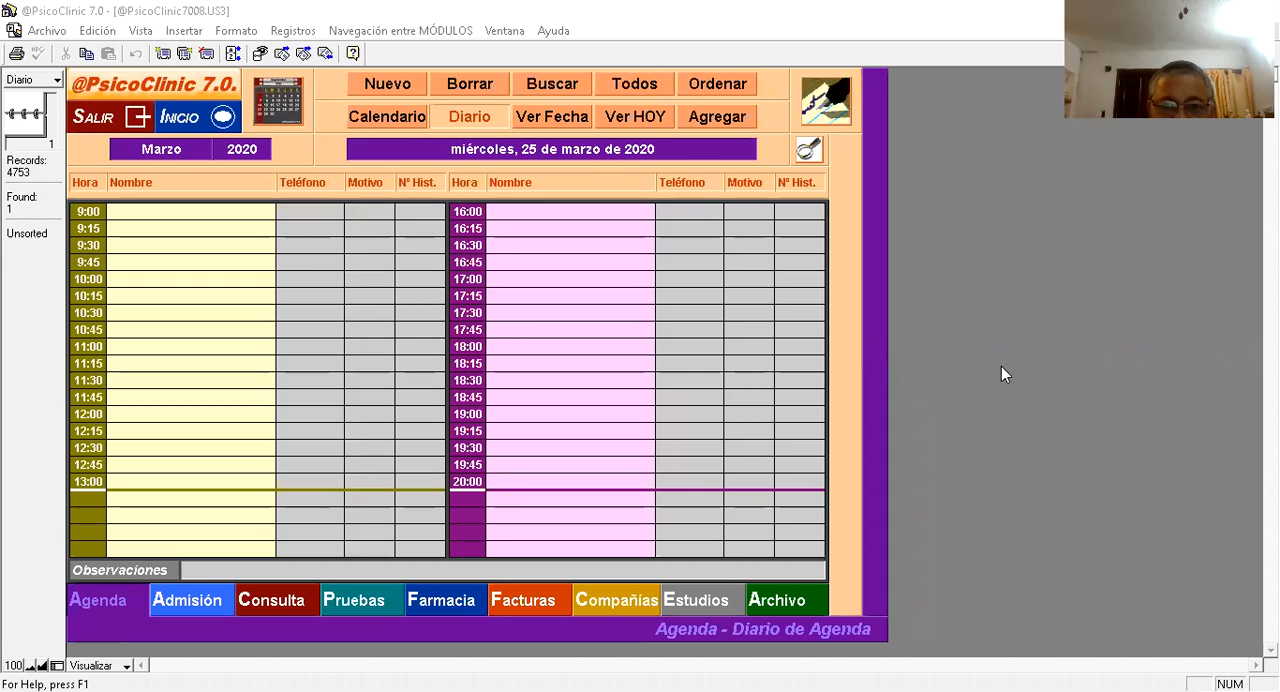 @PsicoClinic 7.0 - [@PsicoClinic7008.US3]
Archivo Edición Vista Insertar Formato Registros Navegación entre MÓDULOS Ventana Ayuda
Diario
1
Records:
4753
Found:
1
Unsorted
@PsicoClinic 7.0.
SALIR INICIO
Nuevo Borrar Buscar Todos Ordenar
Calendario Diario Ver Fecha Ver HOY Agregar
Marzo 2020 miércoles, 25 de marzo de 2020
Hora Nombre Teléfono Motivo Nº Hist. Hora Nombre Teléfono Motivo Nº Hist.
9:00 16:00
9:15 16:15
9:30 16:30
9:45 16:45
10:00 17:00
10:15 17:15
10:30 17:30
10:45 17:45
11:00 18:00
11:15 18:15
11:30 18:30
11:45 18:45
12:00 19:00
12:15 19:15
12:30 19:30
12:45 19:45
13:00 20:00
Observaciones
Agenda Admisión Consulta Pruebas Farmacia Facturas Compañías Estudios Archivo
Agenda - Diario de Agenda
100 Visualizar
For Help, press F1 NUM